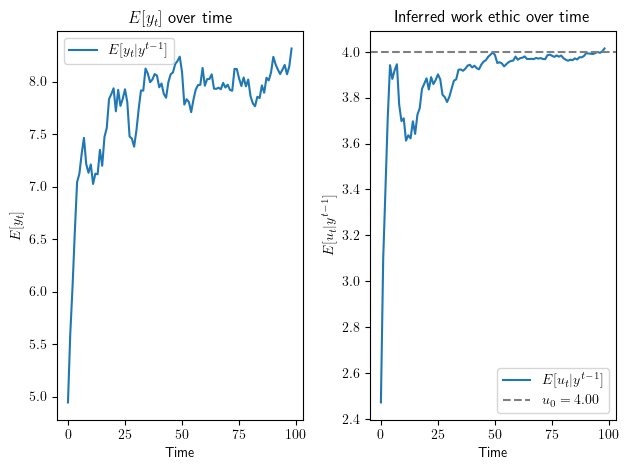 E[y_t] over time
E[y_t|y^{t-1}]
8.0
7.5
7.0
6.5
6.0
5.5
5.0
E[y_t]
0 25 50 75 100
Time
Inferred work ethic over time
4.0
3.8
3.6
3.4
3.2
3.0
2.8
2.6
2.4
E[u_t|y^{t-1}]
E[u_t|y^{t-1}]
u_0 = 4.00
0 25 50 75 100
Time